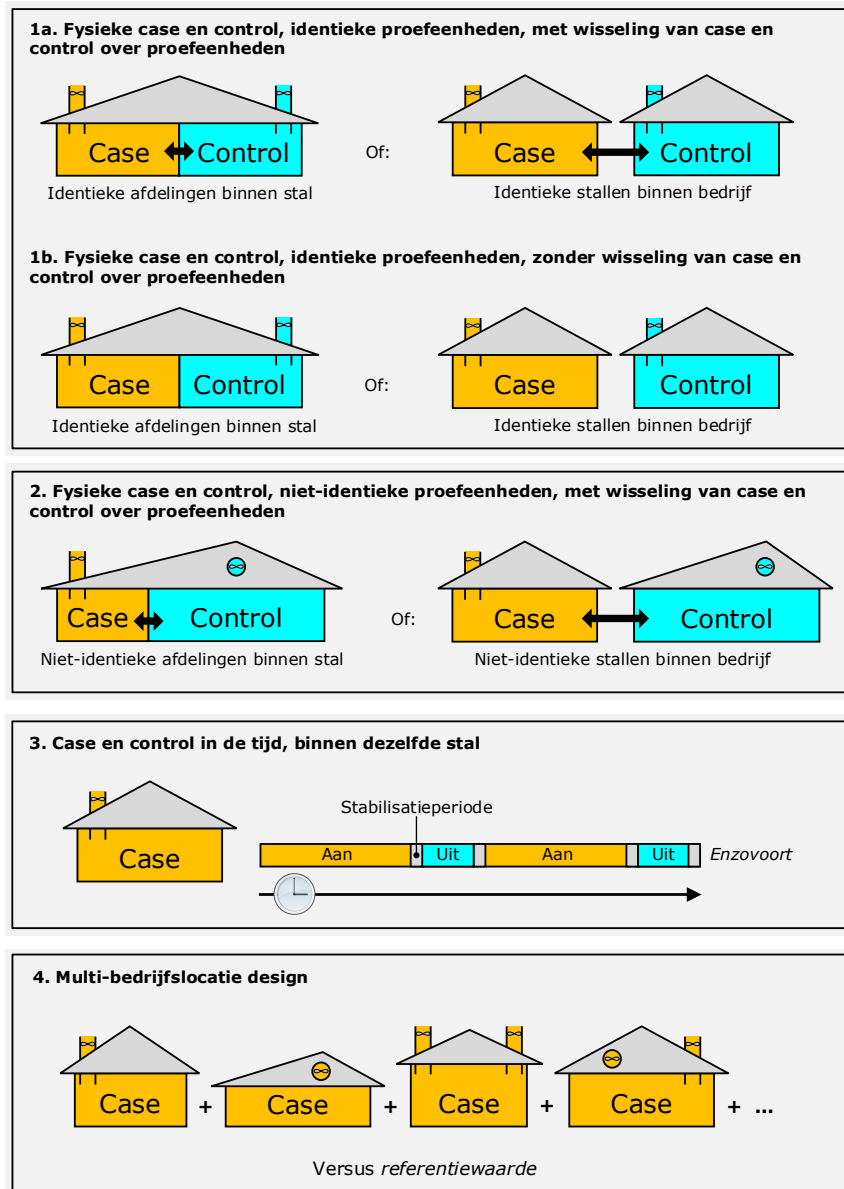 1a. Fysieke case en control, identieke proefeenheden, met wisseling van case en
control over proefeenheden
Case Control Of: Case Control
Identieke afdelingen binnen stal Identieke stallen binnen bedrijf
1b. Fysieke case en control, identieke proefeenheden, zonder wisseling van case en
control over proefeenheden
Case Control Of: Case Control
Identieke afdelingen binnen stal Identieke stallen binnen bedrijf
2. Fysieke case en control, niet-identieke proefeenheden, met wisseling van case en
control over proefeenheden
Case Control Of: Case Control
Niet-identieke afdelingen binnen stal Niet-identieke stallen binnen bedrijf
3. Case en control in de tijd, binnen dezelfde stal
Stabilisatieperiode
Case Aan Uit Aan Uit Enzovoort
4. Multi-bedrijfslocatie design
Case + Case + Case + Case + ...
Versus referentiewaarde